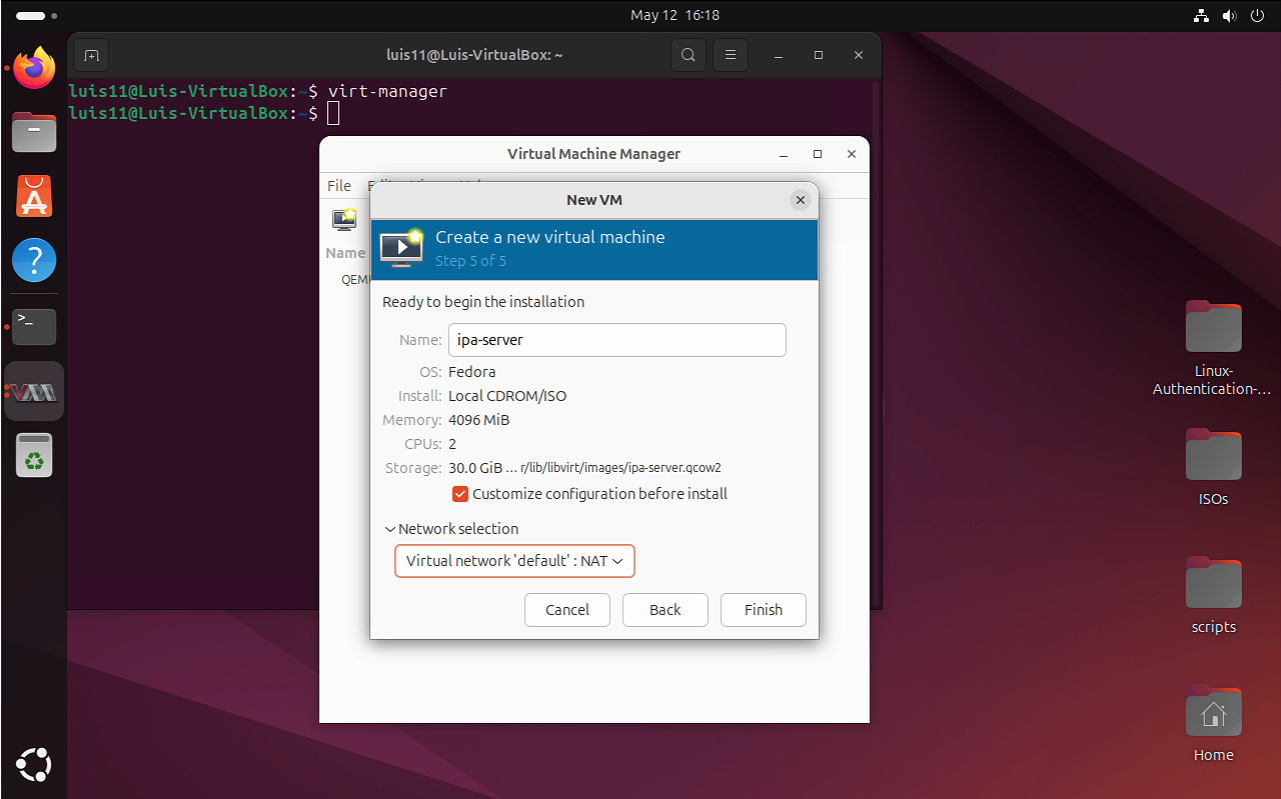 May 12 16:18
luis11@Luis-VirtualBox: ~
luis11@Luis-VirtualBox:~$ virt-manager
luis11@Luis-VirtualBox:~$
Virtual Machine Manager
File
New VM
Create a new virtual machine
Step 5 of 5
Name
Ready to begin the installation
Name: ipa-server
OS: Fedora
Install: Local CDROM/ISO
Memory: 4096 MiB
CPUs: 2
Storage: 30.0 GiB ... r/lib/libvirt/images/ipa-server.qcow2
Customize configuration before install
Network selection
Virtual network 'default' : NAT
Cancel
Back
Finish
Linux-
Authentication-...
ISOs
scripts
Home